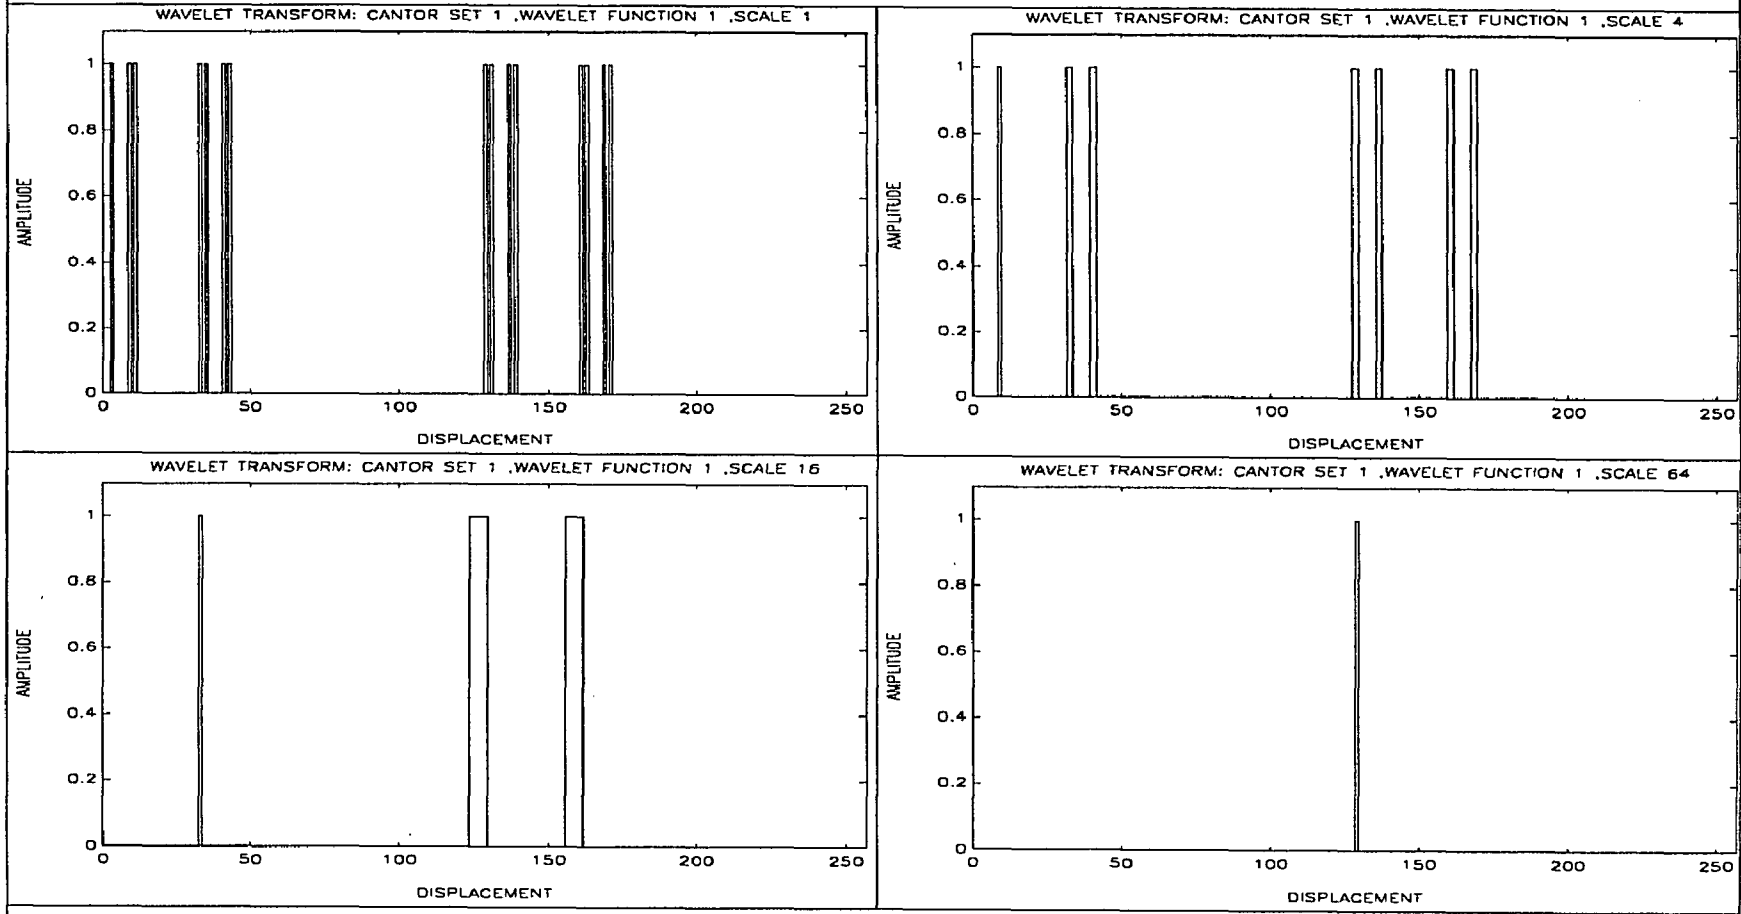 WAVELET TRANSFORM: CANTOR SET 1 ,WAVELET FUNCTION 1 ,SCALE 1
1
0.8
0.6
0.4
0.2
0
AMPLITUDE
0 50 100 150 200 250
DISPLACEMENT
WAVELET TRANSFORM: CANTOR SET 1 ,WAVELET FUNCTION 1 ,SCALE 4
1
0.8
0.6
0.4
0.2
0
AMPLITUDE
0 50 100 150 200 250
DISPLACEMENT
WAVELET TRANSFORM: CANTOR SET 1 ,WAVELET FUNCTION 1 ,SCALE 16
1
0.8
0.6
0.4
0.2
0
AMPLITUDE
0 50 100 150 200 250
DISPLACEMENT
WAVELET TRANSFORM: CANTOR SET 1 ,WAVELET FUNCTION 1 ,SCALE 64
1
0.8
0.6
0.4
0.2
0
AMPLITUDE
0 50 100 150 200 250
DISPLACEMENT